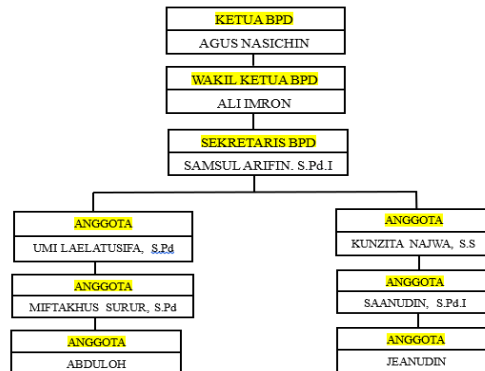 KETUA BPD
AGUS NASICHIN
WAKIL KETUA BPD
ALI IMRON
SEKRETARIS BPD
SAMSUL ARIFIN. S.Pd.I
ANGGOTA
UMI LAELATUSIFA, S.Pd
ANGGOTA
MIFTAKHUS SURUR, S.Pd
ANGGOTA
ABDULOH
ANGGOTA
KUNZITA NAJWA, S.S
ANGGOTA
SAANUDIN, S.Pd.I
ANGGOTA
JEANUDIN